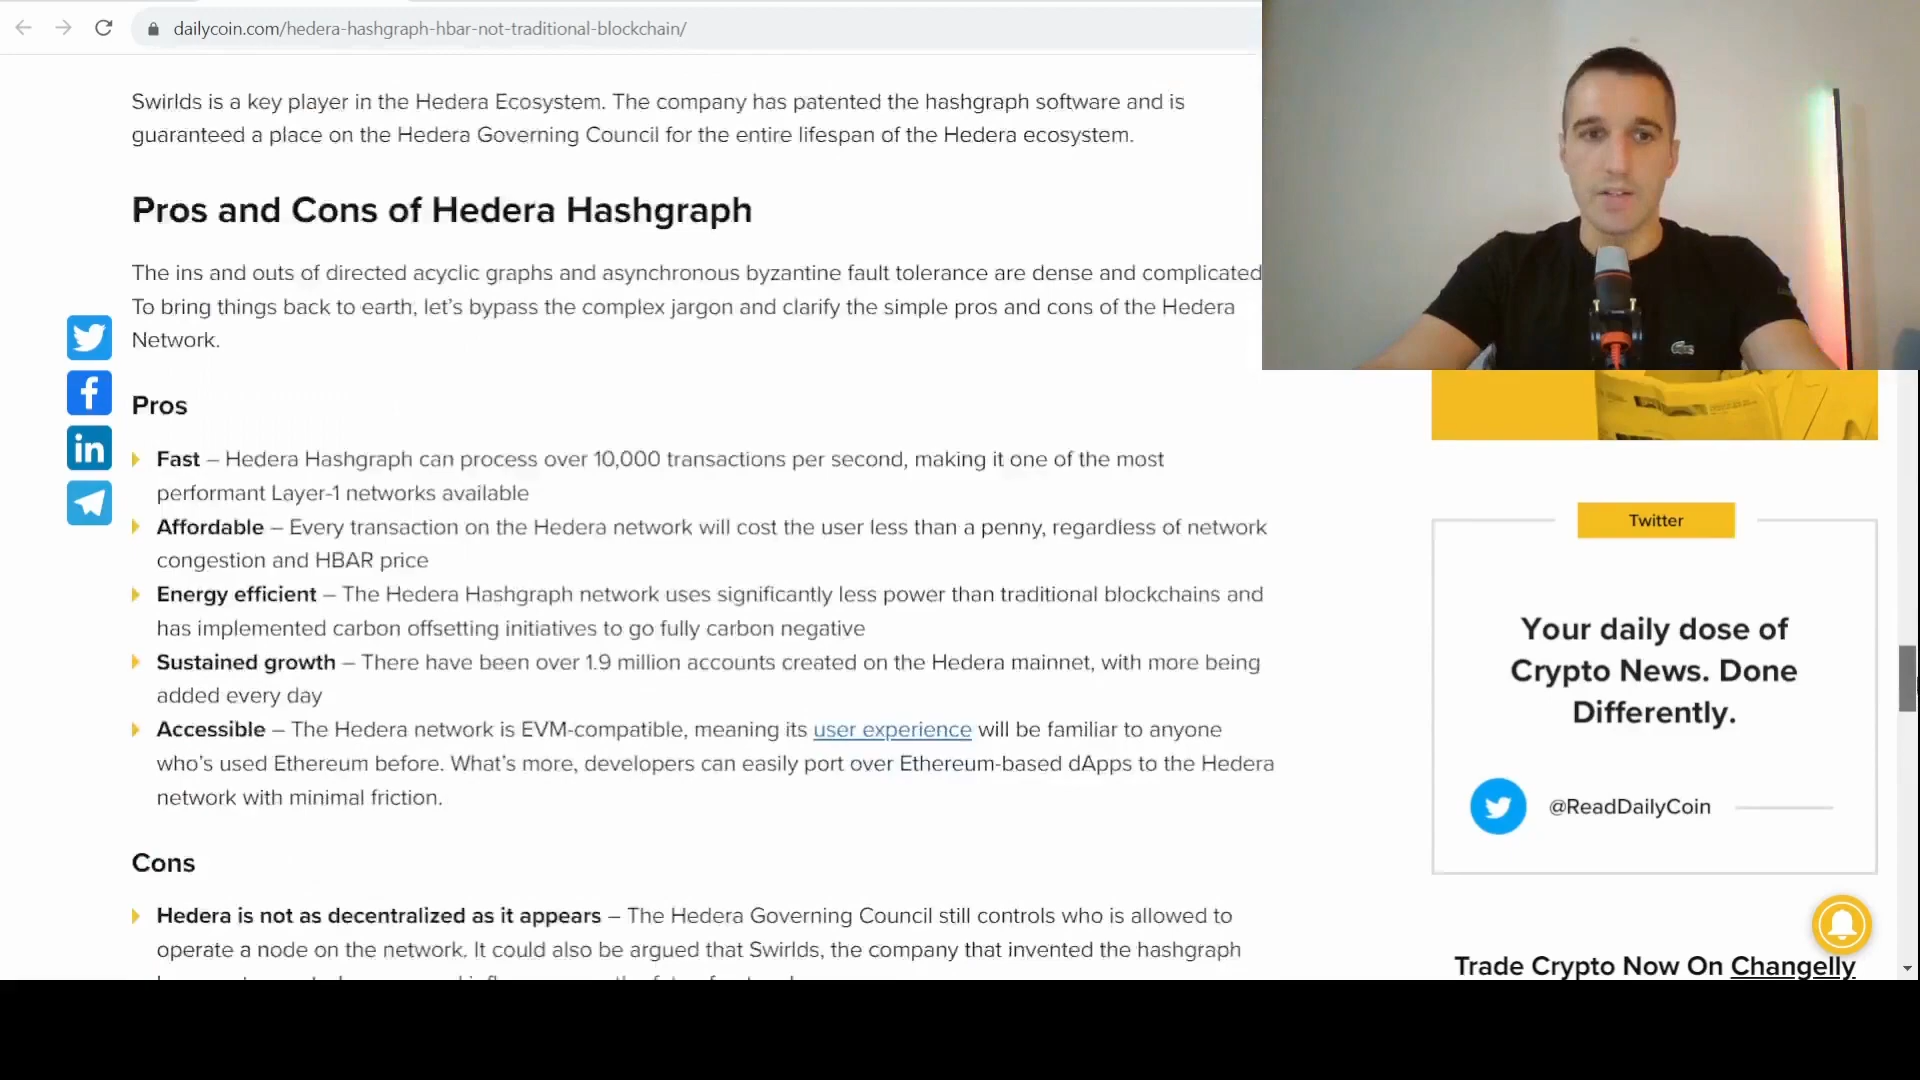 dailycoin.com/hedera-hashgraph-hbar-not-traditional-blockchain/
Swirlds is a key player in the Hedera Ecosystem. The company has patented the hashgraph software and is
guaranteed a place on the Hedera Governing Council for the entire lifespan of the Hedera ecosystem.
Pros and Cons of Hedera Hashgraph
The ins and outs of directed acyclic graphs and asynchronous byzantine fault tolerance are dense and complicated
To bring things back to earth, let's bypass the complex jargon and clarify the simple pros and cons of the Hedera
Network.
Pros
Fast – Hedera Hashgraph can process over 10,000 transactions per second, making it one of the most
performant Layer-1 networks available
Affordable – Every transaction on the Hedera network will cost the user less than a penny, regardless of network
congestion and HBAR price
Energy efficient – The Hedera Hashgraph network uses significantly less power than traditional blockchains and
has implemented carbon offsetting initiatives to go fully carbon negative
Sustained growth – There have been over 1.9 million accounts created on the Hedera mainnet, with more being
added every day
Accessible – The Hedera network is EVM-compatible, meaning its user experience will be familiar to anyone
who's used Ethereum before. What's more, developers can easily port over Ethereum-based dApps to the Hedera
network with minimal friction.
Cons
Hedera is not as decentralized as it appears – The Hedera Governing Council still controls who is allowed to
operate a node on the network. It could also be argued that Swirlds, the company that invented the hashgraph
Twitter
Your daily dose of
Crypto News. Done
Differently.
@ReadDailyCoin
Trade Crypto Now On Changelly